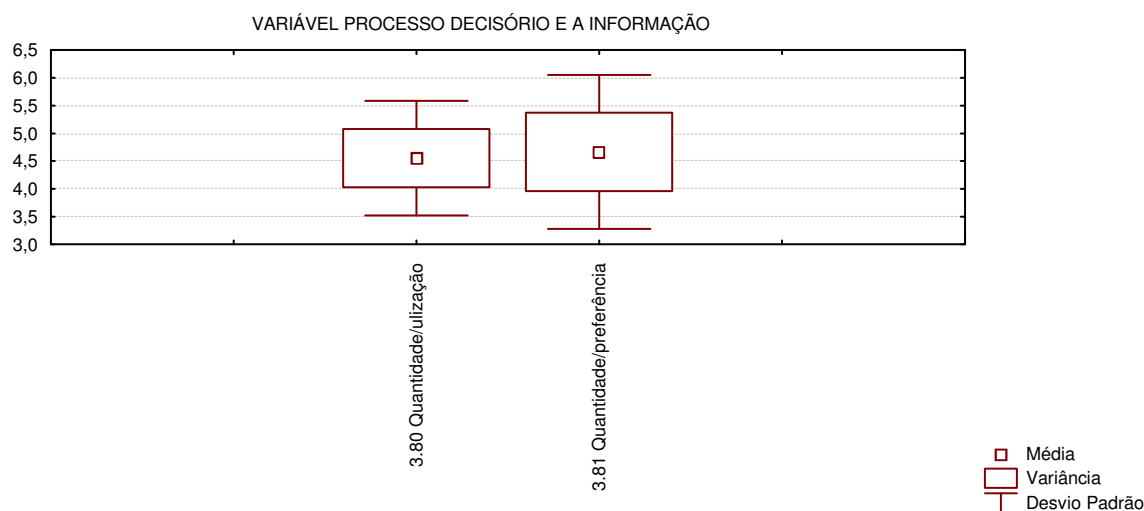 VARIÁVEL PROCESSO DECISÓRIO E A INFORMAÇÃO
6,5
6,0
5,5
5,0
4,5
4,0
3,5
3,0
3.80 Quantidade/ulização
3.81 Quantidade/preferência
Média
Variância
Desvio Padrão